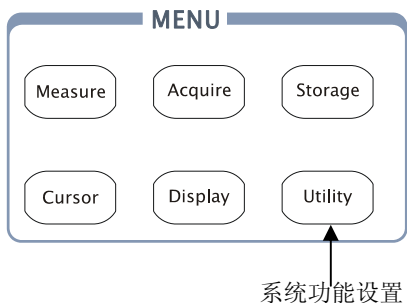 MENU
Measure Acquire Storage
Cursor Display Utility
系统功能设置